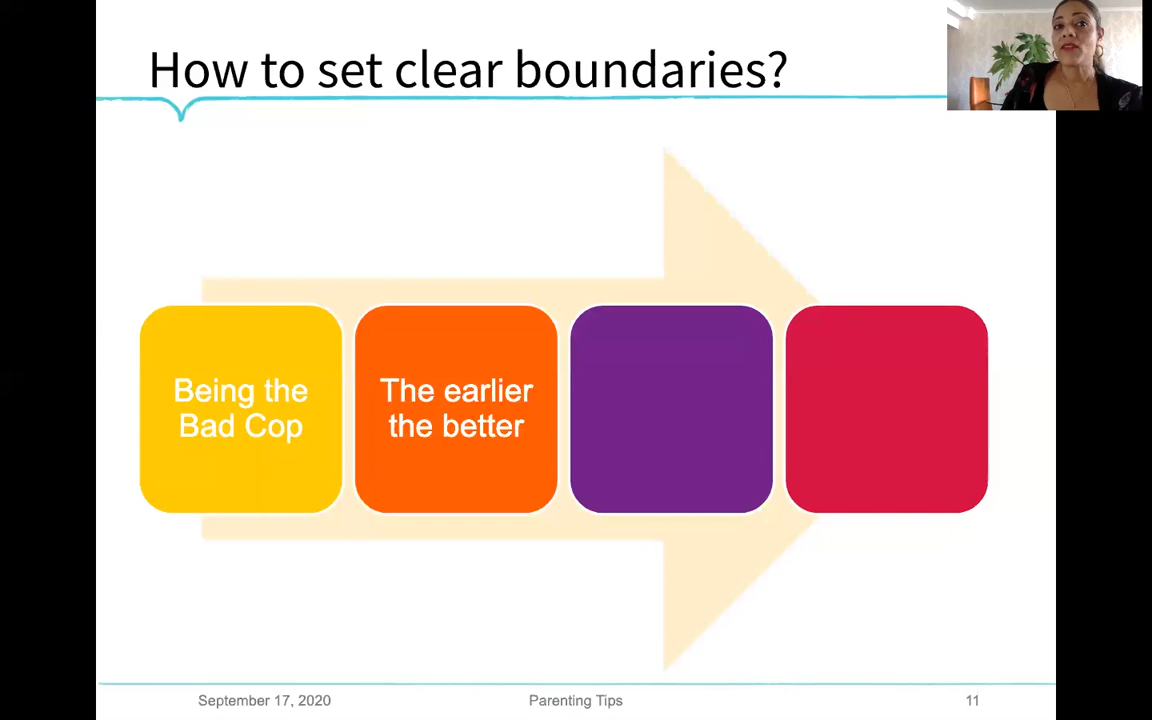 How to set clear boundaries?
Being the
Bad Cop
The earlier
the better
September 17, 2020
Parenting Tips
11